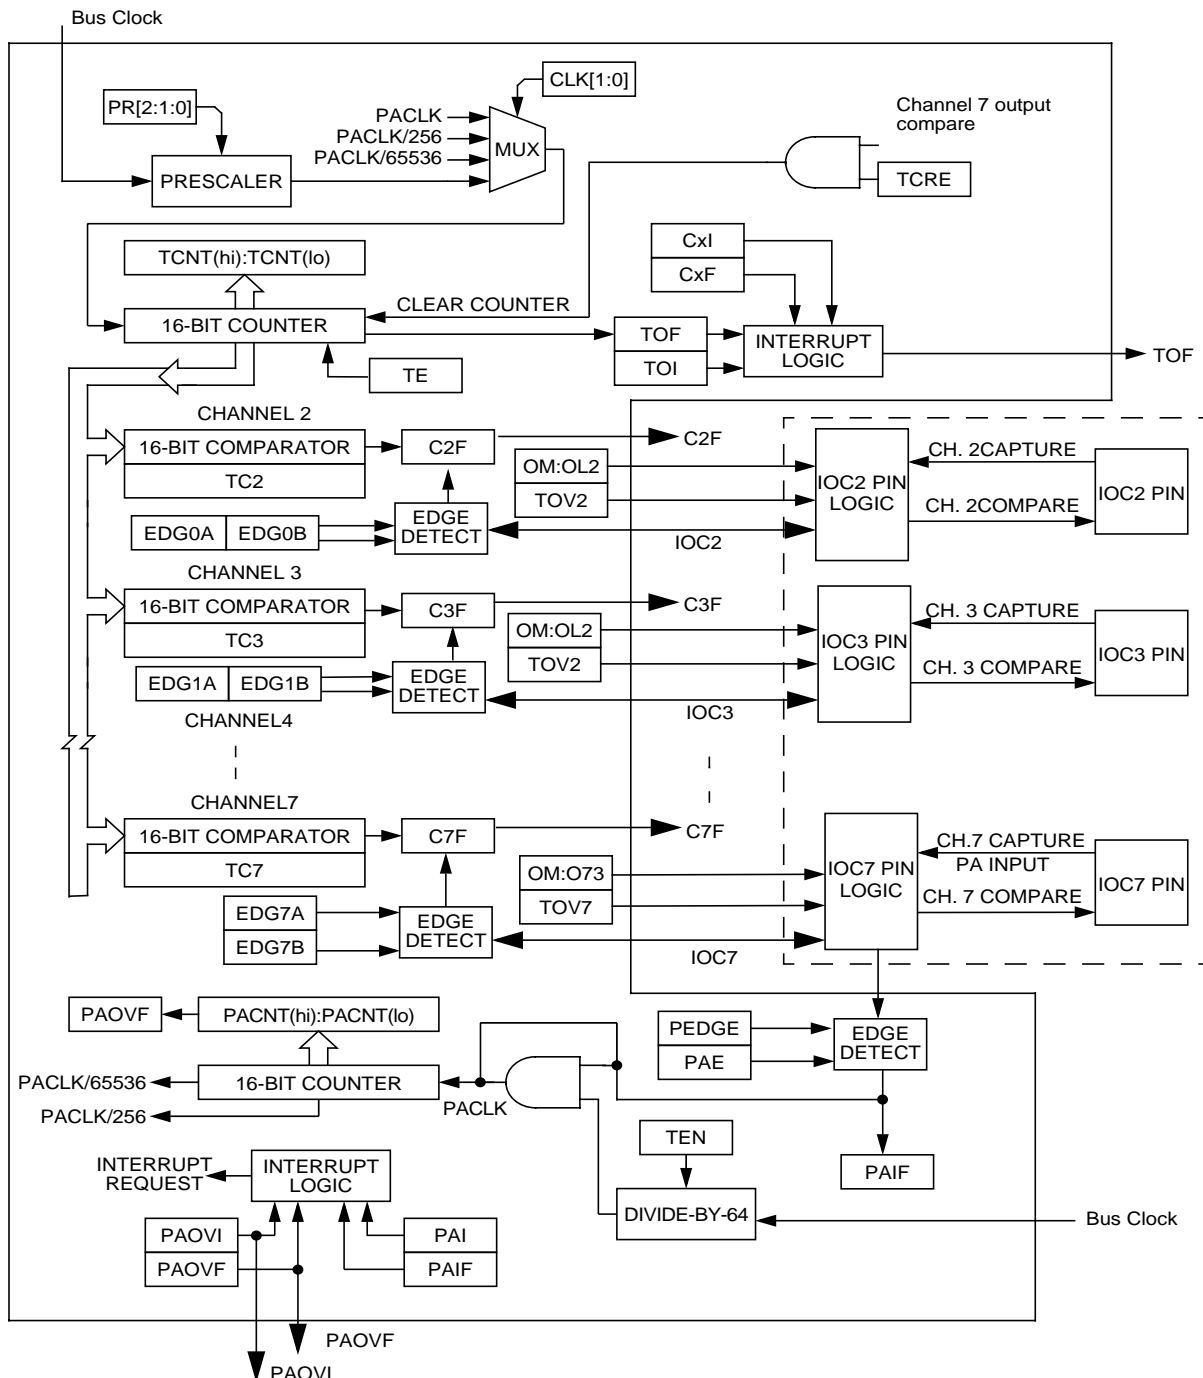 Bus Clock
CLK[1:0]
PR[2:1:0]
PACLK
PACLK/256
PACLK/65536
MUX
PRESCALER
Channel 7 output
compare
TCRE
TCNT(hi):TCNT(lo)
CxI
CxF
CLEAR COUNTER
16-BIT COUNTER
TOF
TOI
INTERRUPT
LOGIC
TOF
TE
CHANNEL 2
16-BIT COMPARATOR
TC2
C2F
C2F
OM:OL2
TOV2
IOC2 PIN
LOGIC
CH. 2CAPTURE
CH. 2COMPARE
IOC2 PIN
EDG0A
EDG0B
EDGE
DETECT
IOC2
CHANNEL 3
16-BIT COMPARATOR
TC3
C3F
C3F
OM:OL2
TOV2
IOC3 PIN
LOGIC
CH. 3 CAPTURE
CH. 3 COMPARE
IOC3 PIN
EDG1A
EDG1B
EDGE
DETECT
IOC3
CHANNEL4
CHANNEL7
16-BIT COMPARATOR
TC7
C7F
C7F
OM:O73
TOV7
IOC7 PIN
LOGIC
CH.7 CAPTURE
PA INPUT
CH. 7 COMPARE
IOC7 PIN
EDG7A
EDG7B
EDGE
DETECT
IOC7
PAOVF
PACNT(hi):PACNT(lo)
PEDGE
PAE
EDGE
DETECT
PACLK/65536
16-BIT COUNTER
PACLK
PACLK/256
TEN
PAIF
INTERRUPT
REQUEST
INTERRUPT
LOGIC
DIVIDE-BY-64
Bus Clock
PAOVI
PAOVF
PAI
PAIF
PAOVF
PAOVI